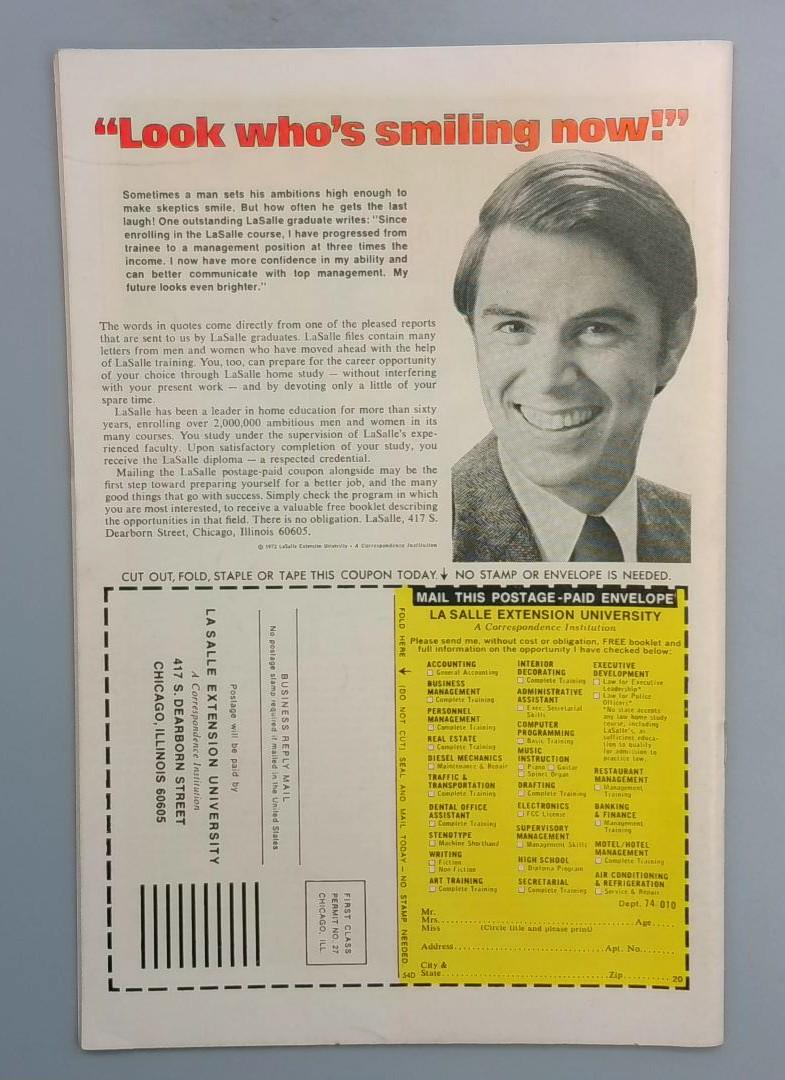 “Look who's smiling now!”
Sometimes a man sets his ambitions high enough to
make skeptics smile. But how often he gets the last
laugh! One outstanding LaSalle graduate writes: "Since
enrolling in the LaSalle course, I have progressed from
trainee to a management position at three times the
income. I now have more confidence in my ability and
can better communicate with top management. My
future looks even brighter."
The words in quotes come directly from one of the pleased reports
that are sent to us by LaSalle graduates. LaSalle files contain many
letters from men and women who have moved ahead with the help
of LaSalle training. You, too, can prepare for the career opportunity
of your choice through LaSalle home study — without interfering
with your present work — and by devoting only a little of your
spare time.
LaSalle has been a leader in home education for more than sixty
years, enrolling over 2,000,000 ambitious men and women in its
many courses. You study under the supervision of LaSalle's expe-
rienced faculty. Upon satisfactory completion of your study, you
receive the LaSalle diploma — a respected credential.
Mailing the LaSalle postage-paid coupon alongside may be the
first step toward preparing yourself for a better job, and the many
good things that go with success. Simply check the program in which
you are most interested, to receive a valuable free booklet describing
the opportunities in that field. There is no obligation. LaSalle, 417 S.
Dearborn Street, Chicago, Illinois 60605.
© 1972 LaSalle Extension University • A Correspondence Institution
CUT OUT, FOLD, STAPLE OR TAPE THIS COUPON TODAY. ↓ NO STAMP OR ENVELOPE IS NEEDED.
FIRST CLASS
PERMIT NO. 27
CHICAGO, ILL.
BUSINESS REPLY MAIL
No postage stamp required if mailed in the United States
Postage will be paid by
LA SALLE EXTENSION UNIVERSITY
A Correspondence Institution
417 S. DEARBORN STREET
CHICAGO, ILLINOIS 60605
FOLD HERE → (DO NOT CUT) SEAL AND MAIL TODAY — NO STAMP NEEDED
MAIL THIS POSTAGE-PAID ENVELOPE
LA SALLE EXTENSION UNIVERSITY
A Correspondence Institution
Please send me, without cost or obligation, FREE booklet and
full information on the opportunity I have checked below:
ACCOUNTING
☐ General Accounting
BUSINESS
MANAGEMENT
☐ Complete Training
PERSONNEL
MANAGEMENT
☐ Complete Training
REAL ESTATE
☐ Complete Training
DIESEL MECHANICS
☐ Maintenance & Repair
TRAFFIC &
TRANSPORTATION
☐ Complete Training
DENTAL OFFICE
ASSISTANT
☐ Complete Training
STENOTYPE
☐ Machine Shorthand
WRITING
☐ Fiction
☐ Non Fiction
ART TRAINING
☐ Complete Training
INTERIOR
DECORATING
☐ Complete Training
ADMINISTRATIVE
ASSISTANT
☐ Exec. Secretarial
Skills
COMPUTER
PROGRAMMING
☐ Basic Training
MUSIC
INSTRUCTION
☐ Piano ☐ Guitar
☐ Spinet Organ
DRAFTING
☐ Complete Training
ELECTRONICS
☐ FCC License
SUPERVISORY
MANAGEMENT
☐ Management Skills
HIGH SCHOOL
☐ Diploma Program
SECRETARIAL
☐ Complete Training
EXECUTIVE
DEVELOPMENT
☐ Law for Executive
Leadership*
☐ Law for Police
Officers*
*No state accepts
any law home study
course, including
LaSalle's, as
sufficient educa-
tion to qualify
for admission to
practice law.
RESTAURANT
MANAGEMENT
☐ Management
Training
BANKING
& FINANCE
☐ Management
Training
MOTEL/HOTEL
MANAGEMENT
☐ Complete Training
AIR CONDITIONING
& REFRIGERATION
☐ Service & Repair
Dept. 74 010
Mr.
Mrs. Age
Miss (Circle title and please print)
Address Apt. No.
City &
State Zip
54D 20